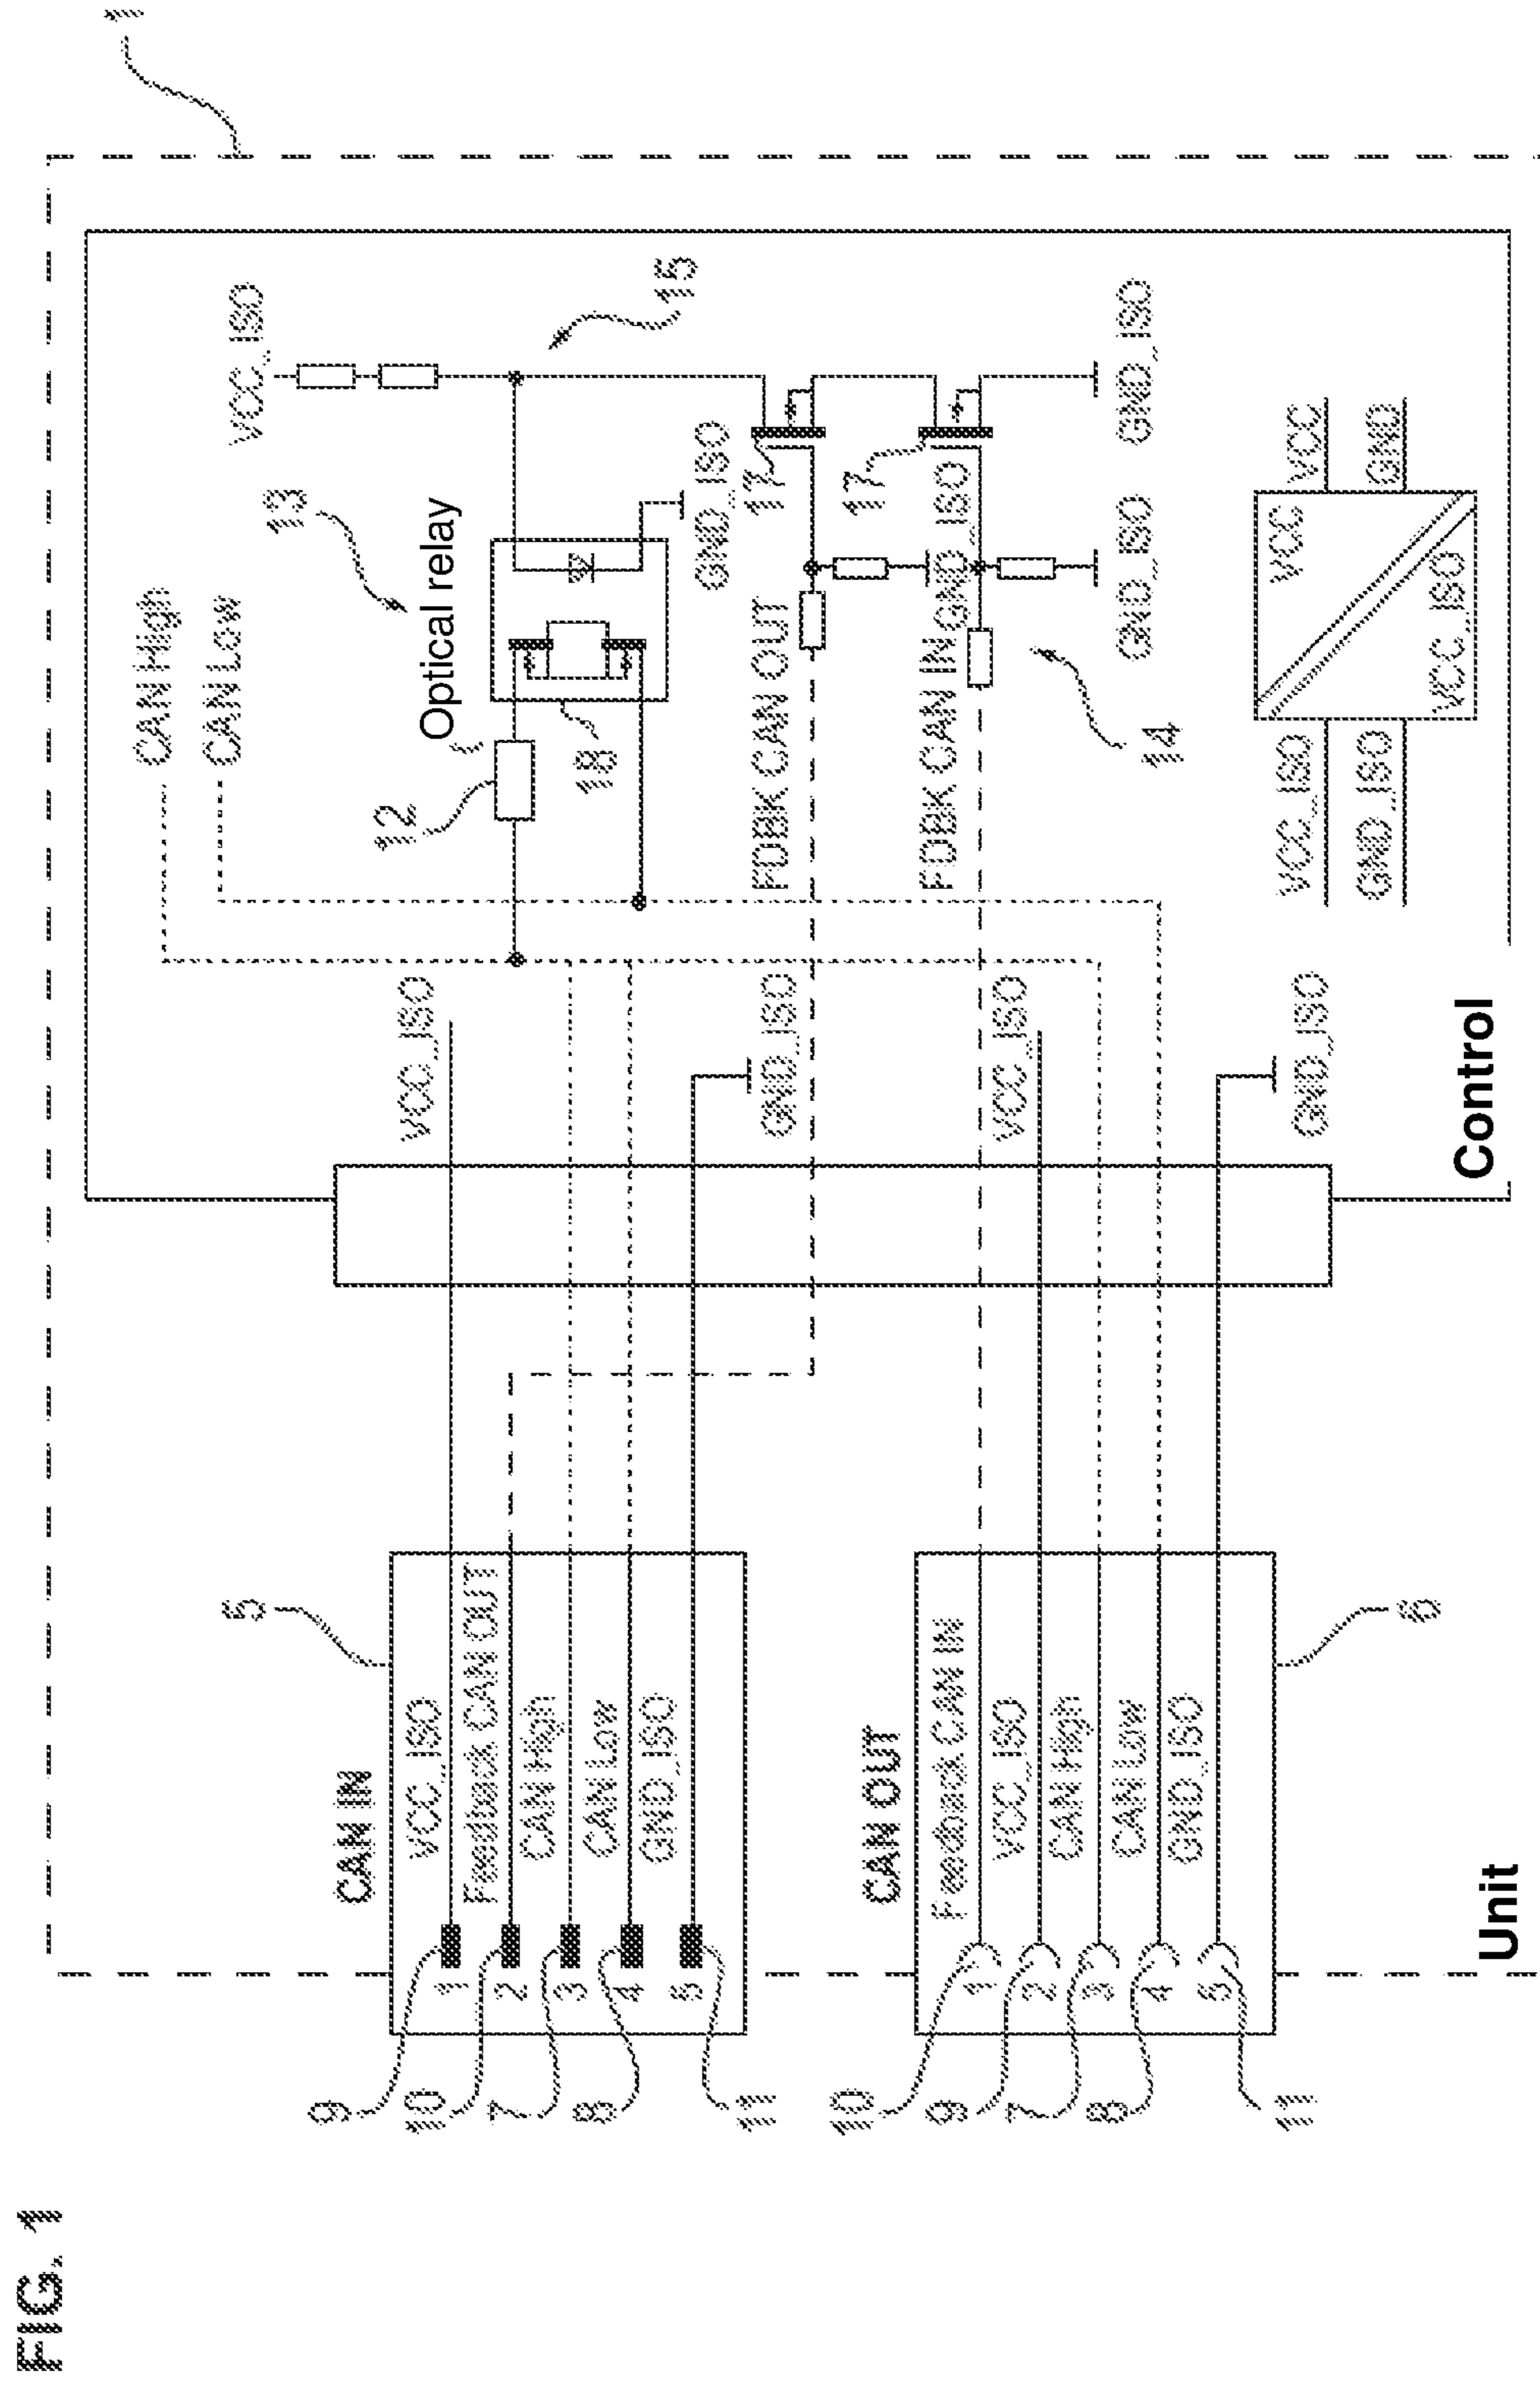 FIG. 1
1
CAN High
CAN Low
VCC_ISO
13
Optical relay
15
12
18
GND_ISO
17
17
FDBK CAN OUT
GND_ISO
FDBK CAN IN
GND_ISO
GND_ISO
14
VCC_ISO
GND_ISO
VCC_ISO
GND_ISO
VCC
VCC_ISO
VCC_ISO
GND_ISO
VCC
GND
Control
5
CAN IN
9
1
VCC_ISO
10
2
Feedback CAN OUT
7
3
CAN High
8
4
CAN Low
11
5
GND_ISO
CAN OUT
10
1
Feedback CAN IN
9
2
VCC_ISO
7
3
CAN High
8
4
CAN Low
11
5
GND_ISO
6
Unit